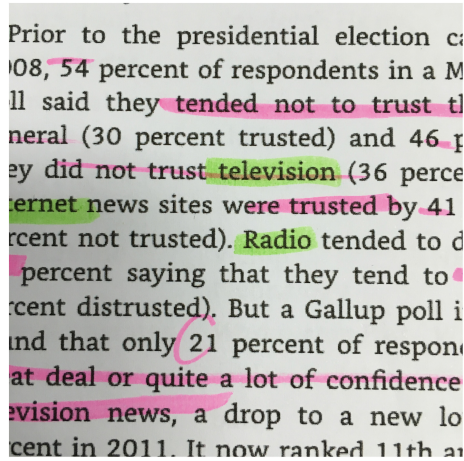 Prior to the presidential election ca
08, 54 percent of respondents in a M
ll said they tended not to trust th
neral (30 percent trusted) and 46 p
ey did not trust television (36 perce
ternet news sites were trusted by 41
rcent not trusted). Radio tended to d
percent saying that they tend to
rcent distrusted). But a Gallup poll i
und that only 21 percent of respon
at deal or quite a lot of confidence
evision news, a drop to a new lo
rcent in 2011. It now ranked 11th a